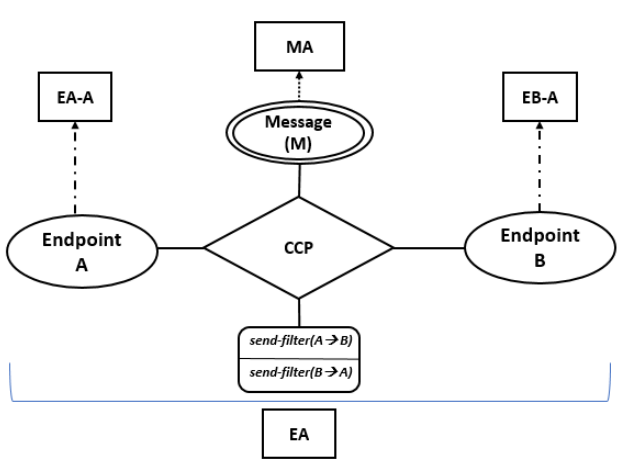 MA
EA-A
EB-A
Message
(M)
Endpoint
A
CCP
Endpoint
B
send-filter(A→B)
send-filter(B→A)
EA